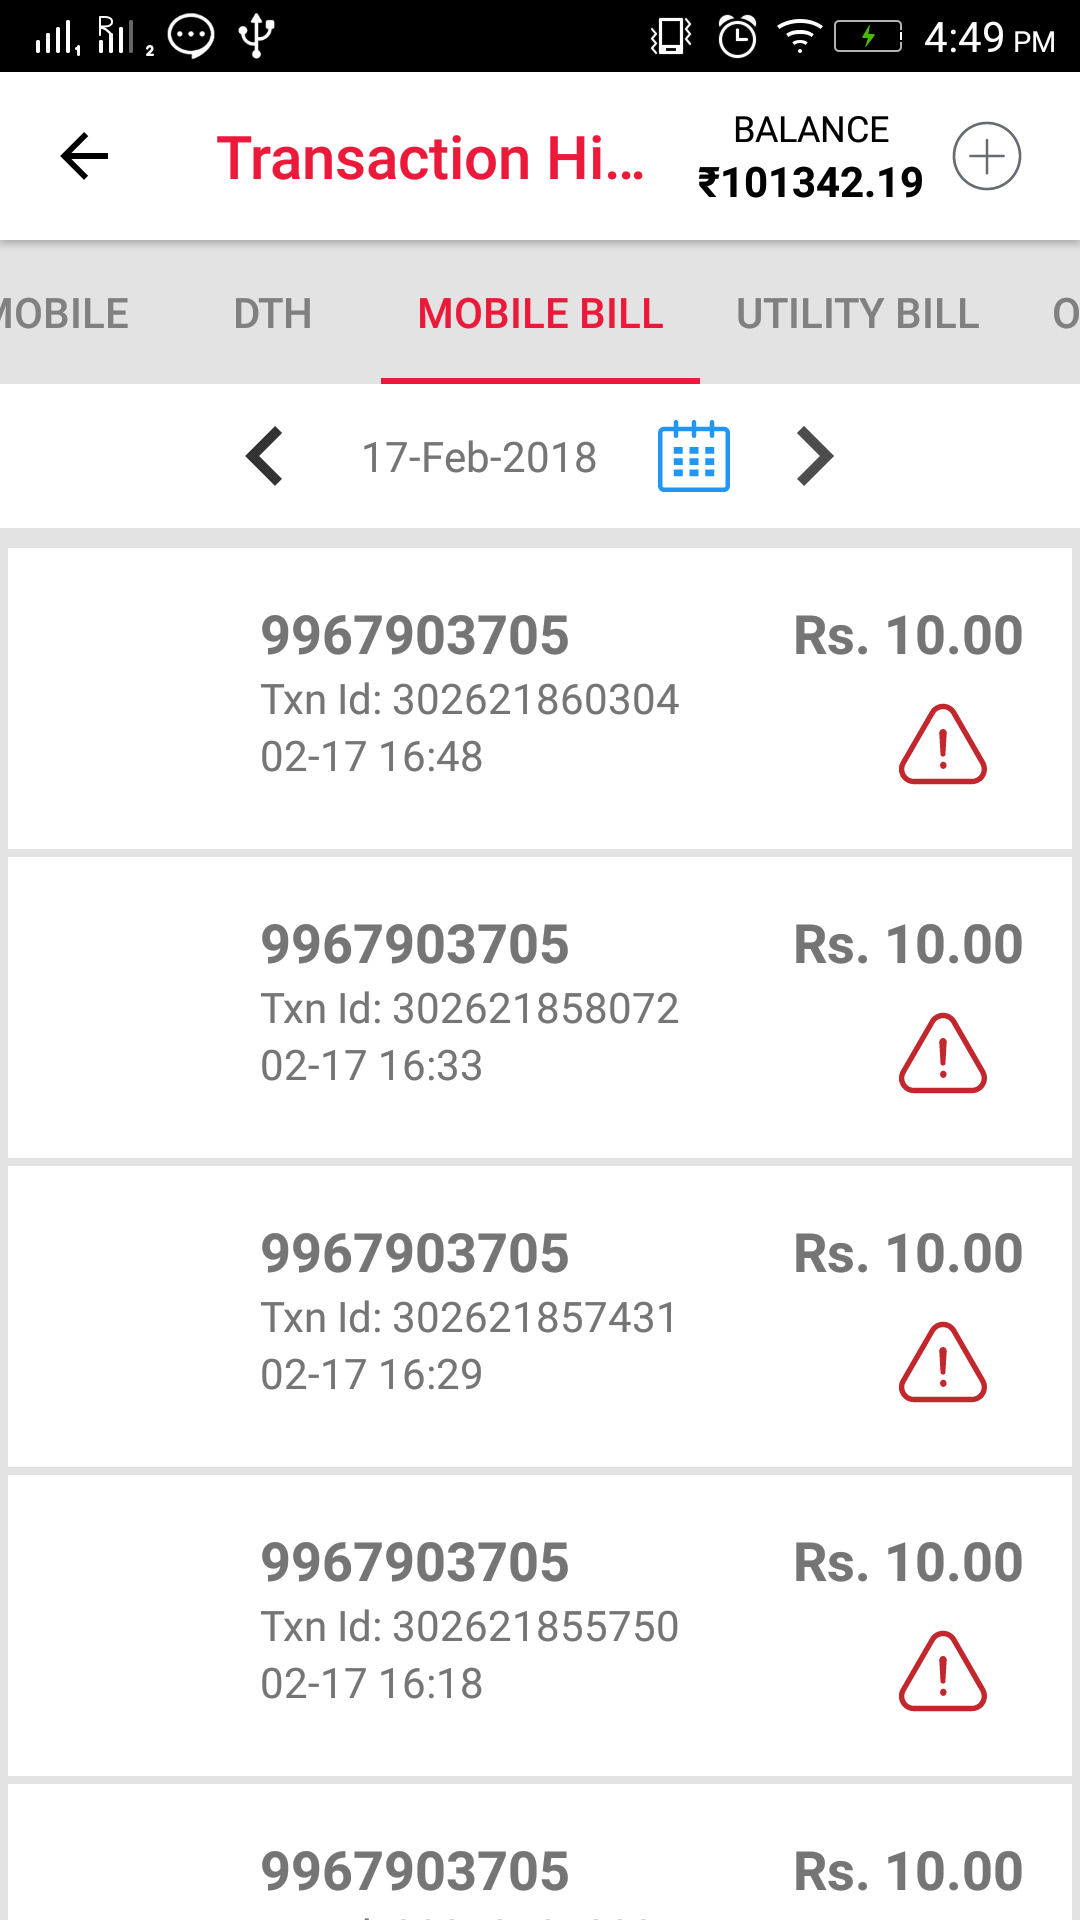 4:49 PM
Transaction Hi...
BALANCE
₹101342.19
MOBILE DTH MOBILE BILL UTILITY BILL
17-Feb-2018
9967903705 Rs. 10.00
Txn Id: 302621860304
02-17 16:48
9967903705 Rs. 10.00
Txn Id: 302621858072
02-17 16:33
9967903705 Rs. 10.00
Txn Id: 302621857431
02-17 16:29
9967903705 Rs. 10.00
Txn Id: 302621855750
02-17 16:18
9967903705 Rs. 10.00